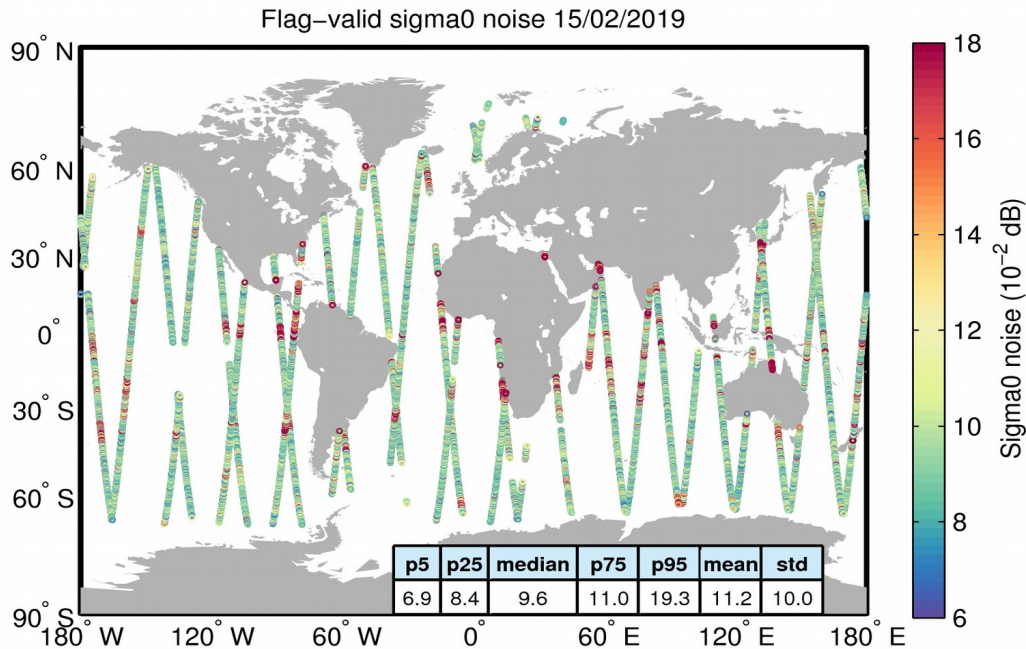 Flag−valid sigma0 noise 15/02/2019
90° N
60° N
30° N
0°
30° S
60° S
90° S
180° W
120° W
60° W
0°
60° E
120° E
180° E
p5 p25 median p75 p95 mean std
6.9 8.4 9.6 11.0 19.3 11.2 10.0
18
16
14
12
10
8
6
Sigma0 noise (10⁻² dB)